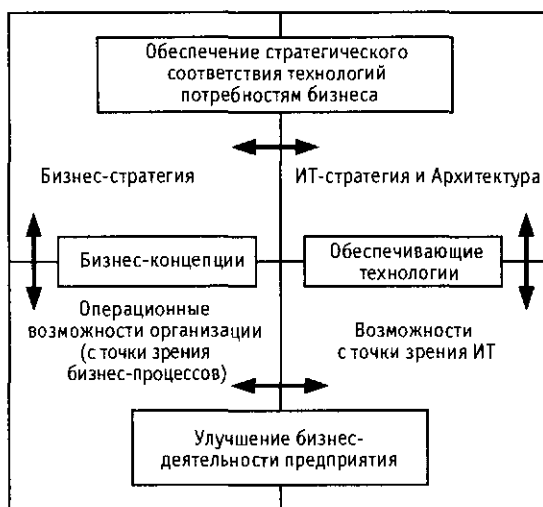 Обеспечение стратегического
соответствия технологий
потребностям бизнеса
Бизнес-стратегия
ИТ-стратегия и Архитектура
Бизнес-концепции
Обеспечивающие
технологии
Операционные
возможности организации
(с точки зрения
бизнес-процессов)
Возможности
с точки зрения ИТ
Улучшение бизнес-
деятельности предприятия